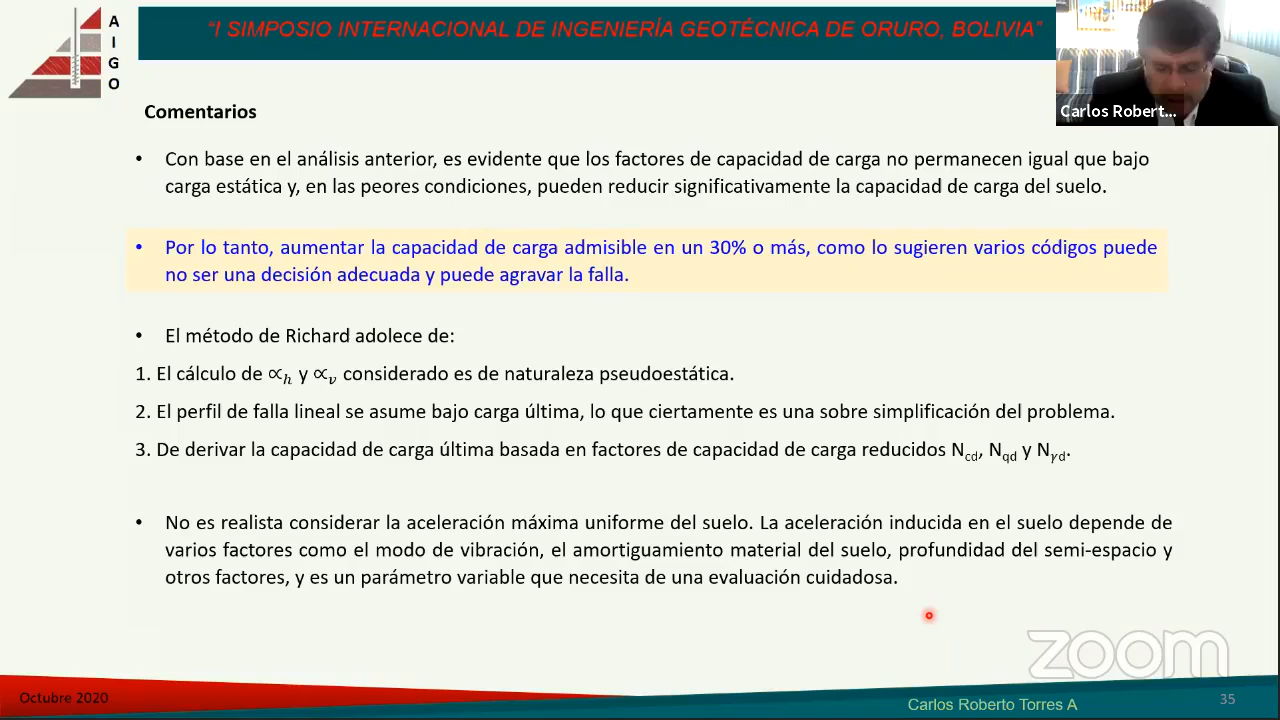 A
I
G
O
“I SIMPOSIO INTERNACIONAL DE INGENIERÍA GEOTÉCNICA DE ORURO, BOLIVIA”
Carlos Robert...
Comentarios
• Con base en el análisis anterior, es evidente que los factores de capacidad de carga no permanecen igual que bajo
carga estática y, en las peores condiciones, pueden reducir significativamente la capacidad de carga del suelo.
• Por lo tanto, aumentar la capacidad de carga admisible en un 30% o más, como lo sugieren varios códigos puede
no ser una decisión adecuada y puede agravar la falla.
• El método de Richard adolece de:
1. El cálculo de ∝h y ∝v considerado es de naturaleza pseudoestática.
2. El perfil de falla lineal se asume bajo carga última, lo que ciertamente es una sobre simplificación del problema.
3. De derivar la capacidad de carga última basada en factores de capacidad de carga reducidos Ncd, Nqd y Nγd.
• No es realista considerar la aceleración máxima uniforme del suelo. La aceleración inducida en el suelo depende de
varios factores como el modo de vibración, el amortiguamiento material del suelo, profundidad del semi-espacio y
otros factores, y es un parámetro variable que necesita de una evaluación cuidadosa.
zoom
Octubre 2020
Carlos Roberto Torres A
35